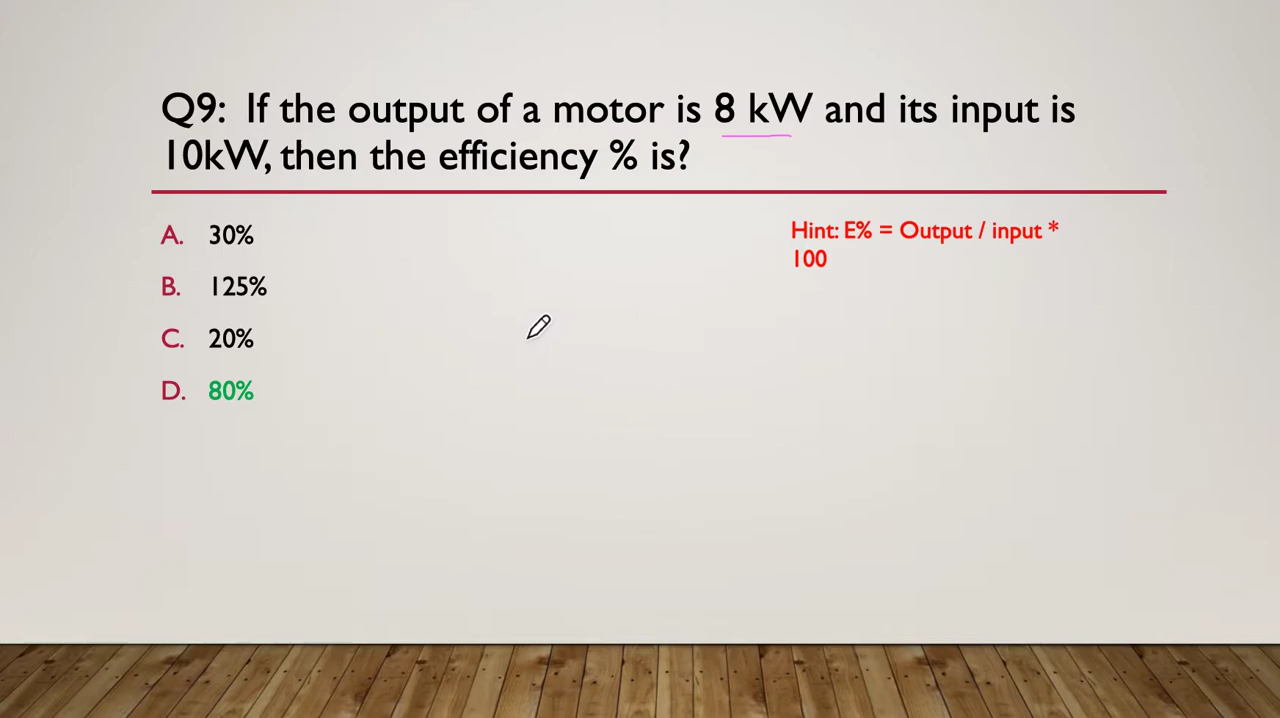 Q9: If the output of a motor is 8 kW and its input is
10kW, then the efficiency % is?
A. 30%
B. 125%
C. 20%
D. 80%
Hint: E% = Output / input *
100